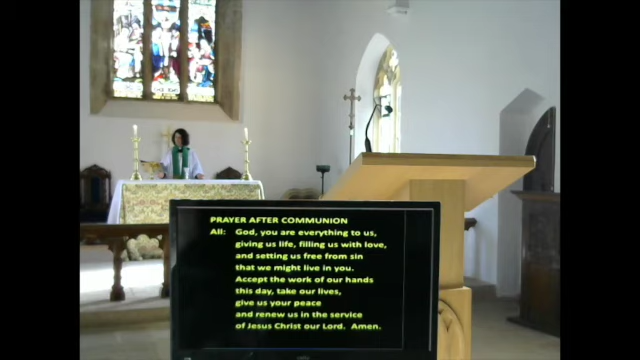 PRAYER AFTER COMMUNION
All: God, you are everything to us,
giving us life, filling us with love,
and setting us free from sin
that we might live in you.
Accept the work of our hands
this day, take our lives,
give us your peace
and renew us in the service
of Jesus Christ our Lord. Amen.